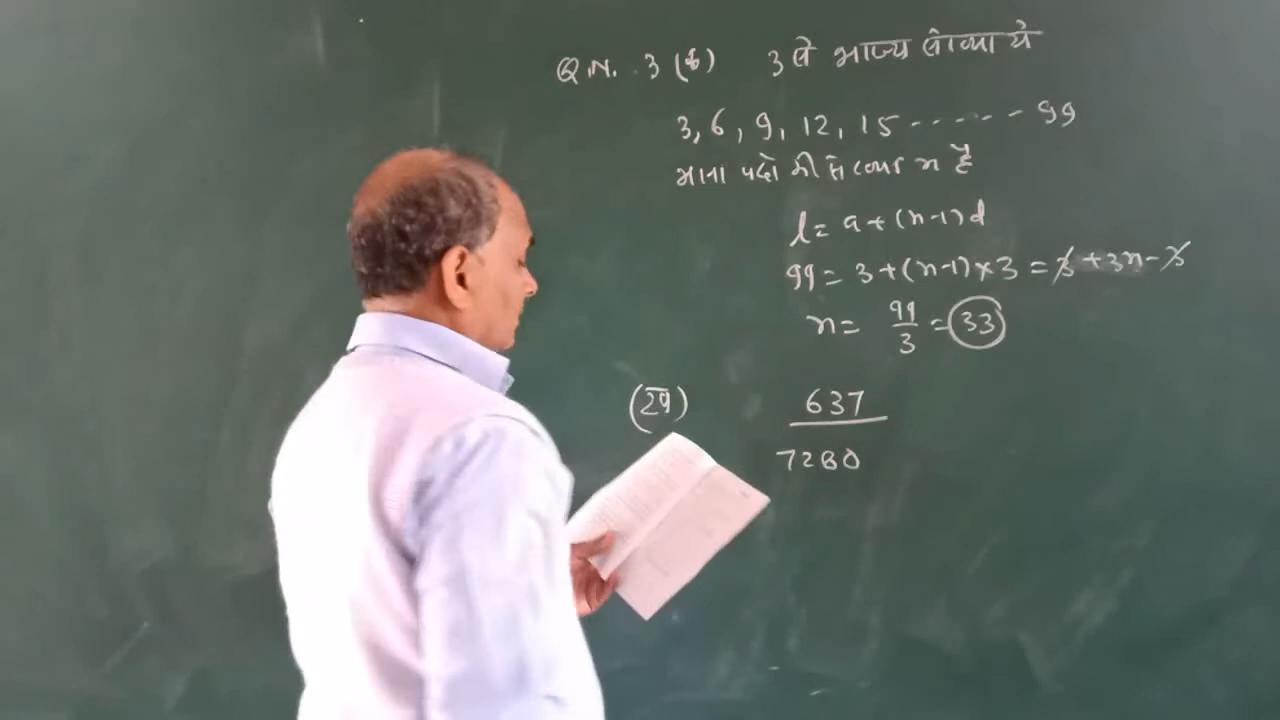 Q.N. 3 (क) 3 से भाज्य संख्या ये
3, 6, 9, 12, 15 ------ 99
माना पदों की संख्या n है
l = a + (n-1) d
99 = 3 + (n-1) × 3 = 3 + 3n - 3
n = 99/3 = 33
(ख) 637/7280